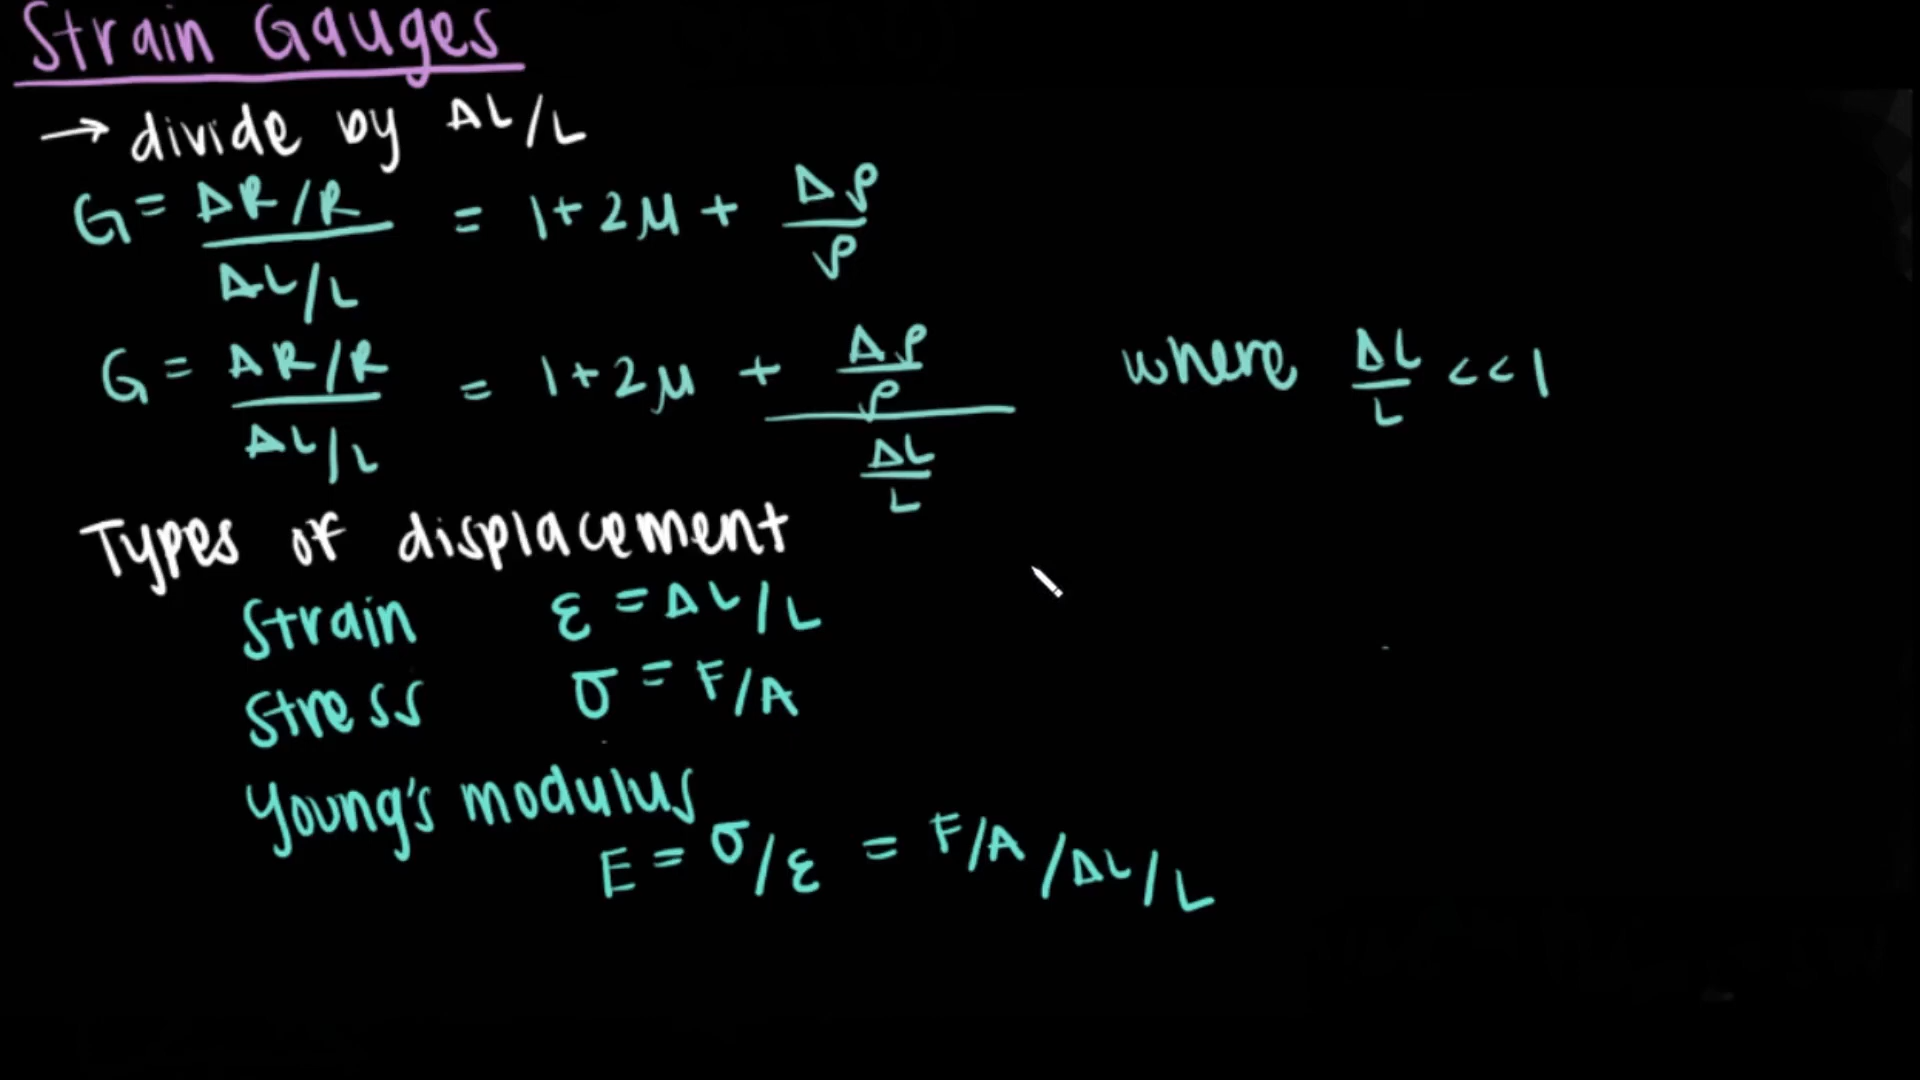 Strain Gauges
→ divide by ΔL/L
G = ΔR/R / ΔL/L = 1 + 2μ + Δρ/ρ
G = ΔR/R / ΔL/L = 1 + 2μ + Δρ/ρ / ΔL/L where ΔL/L << 1
Types of displacement
Strain ε = ΔL/L
Stress σ = F/A
Young's modulus
E = σ/ε = F/A/ΔL/L